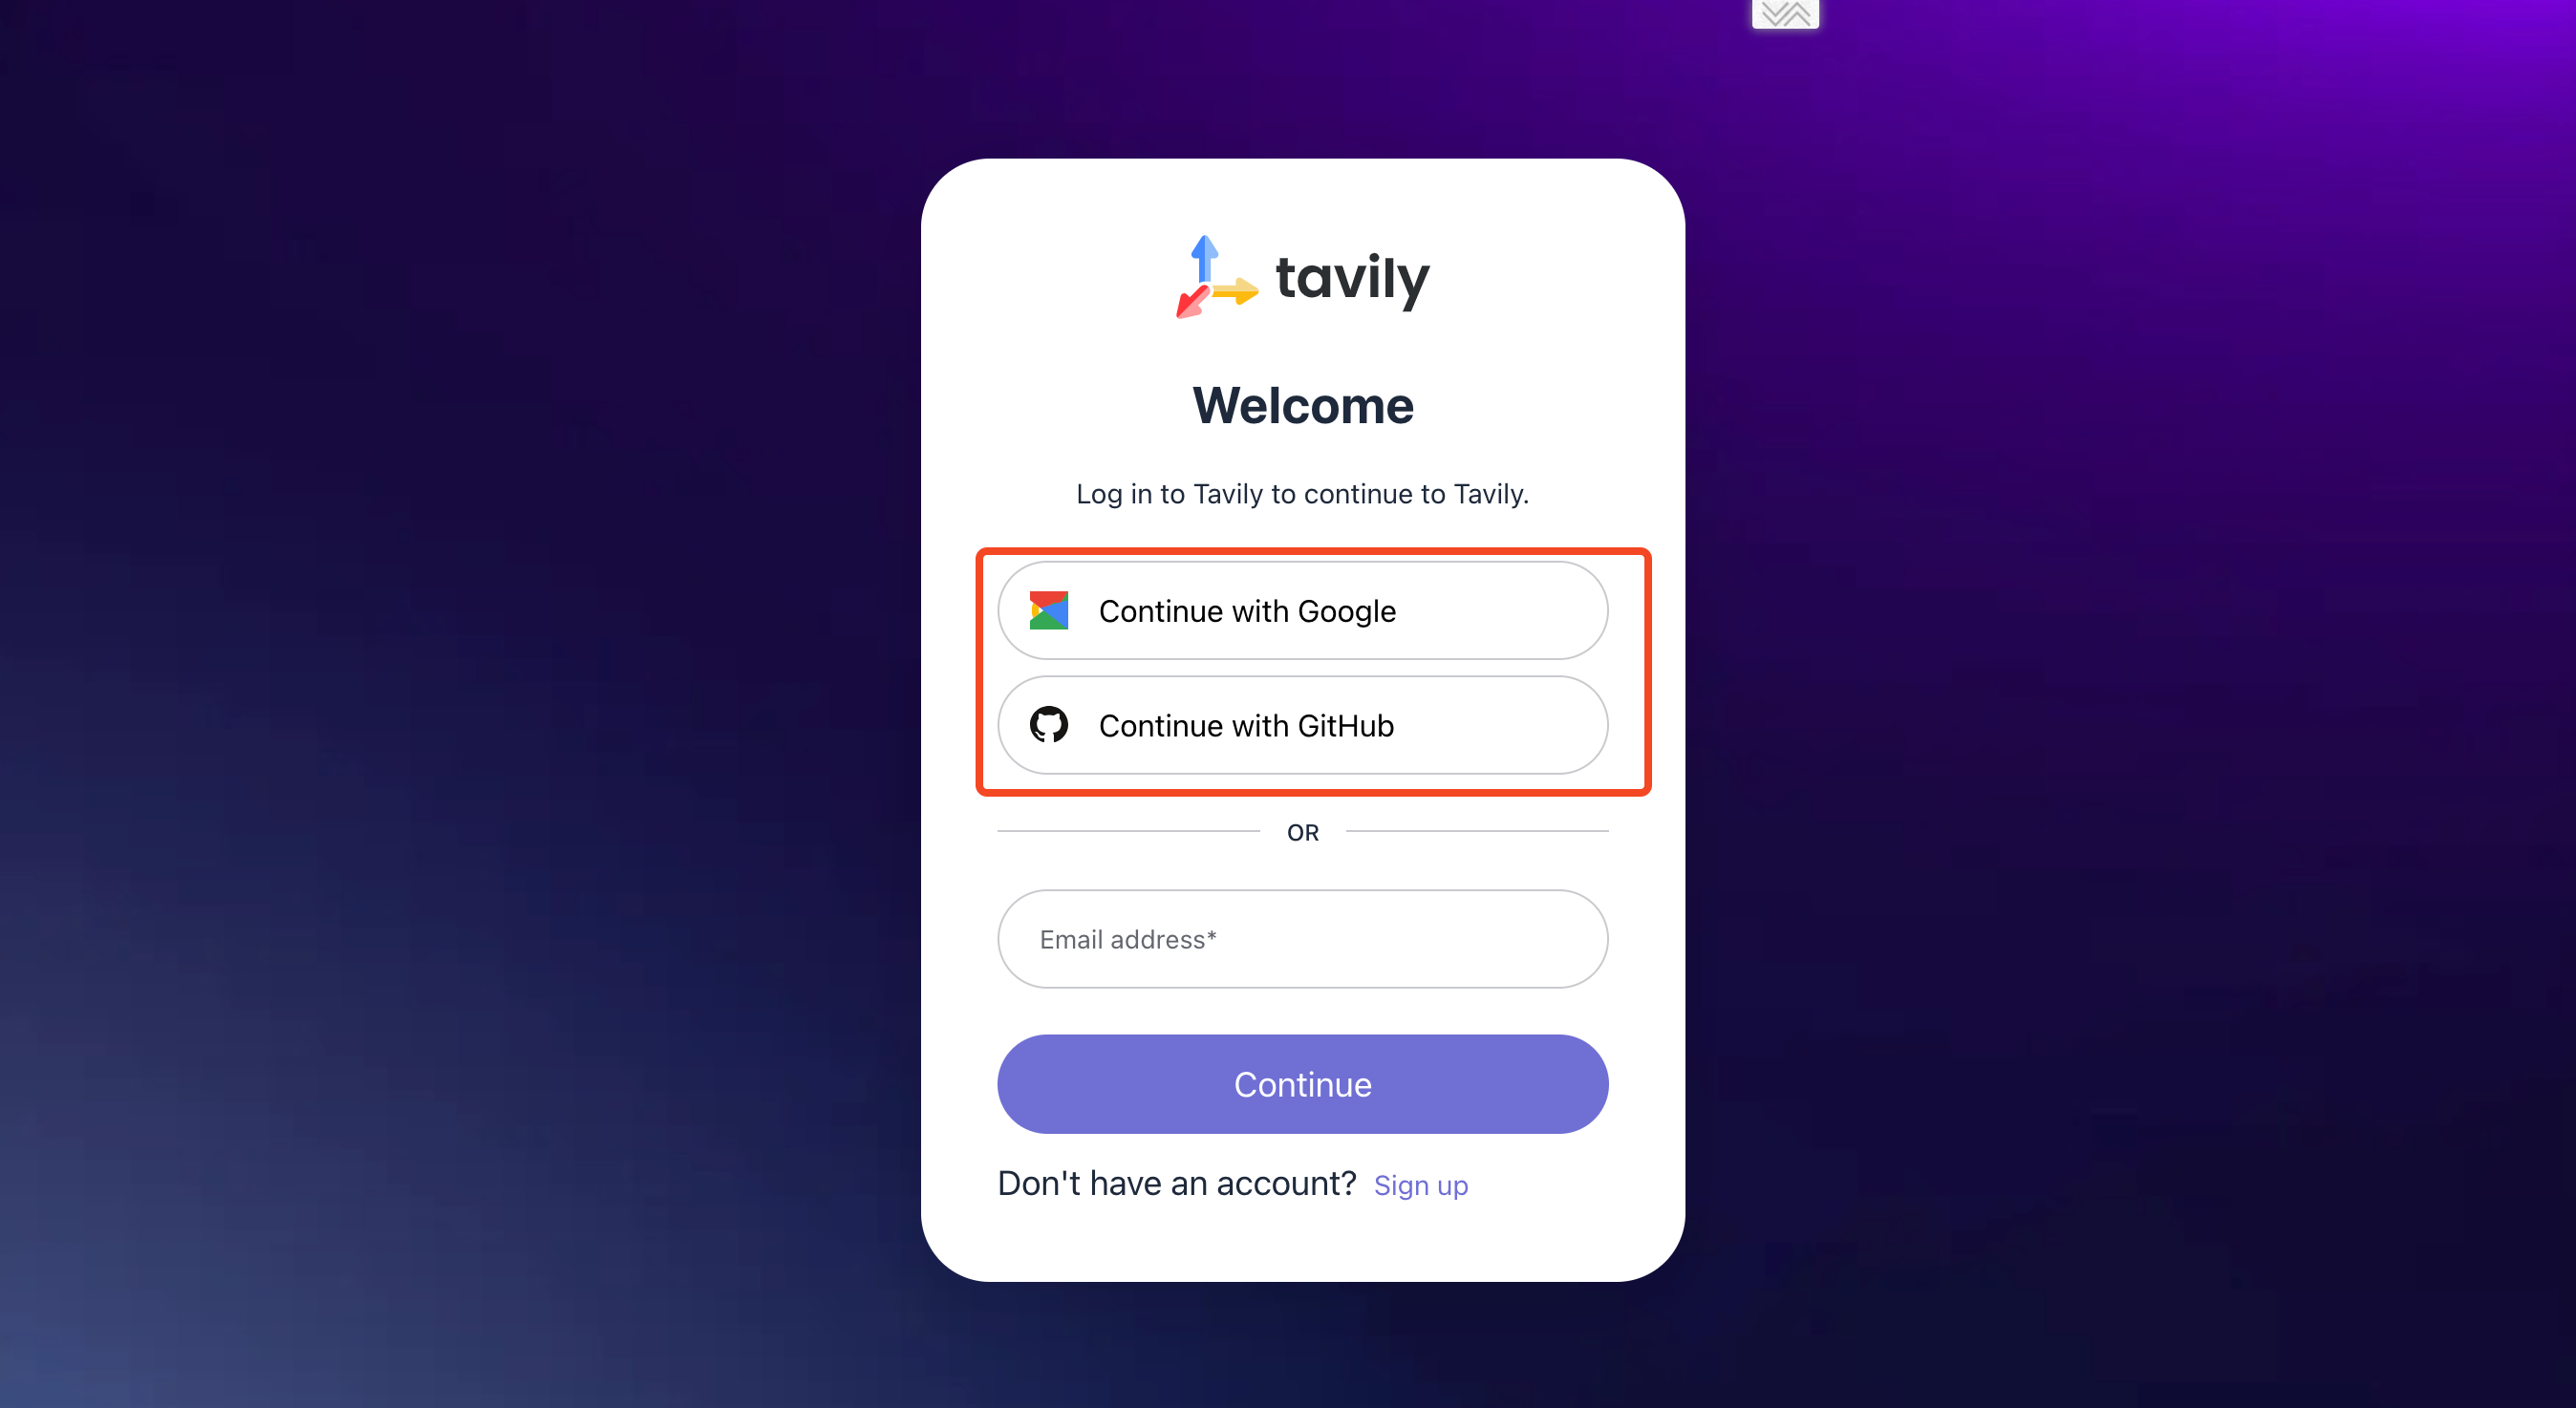 tavily
Welcome
Log in to Tavily to continue to Tavily.
Continue with Google
Continue with GitHub
OR
Email address*
Continue
Don't have an account? Sign up